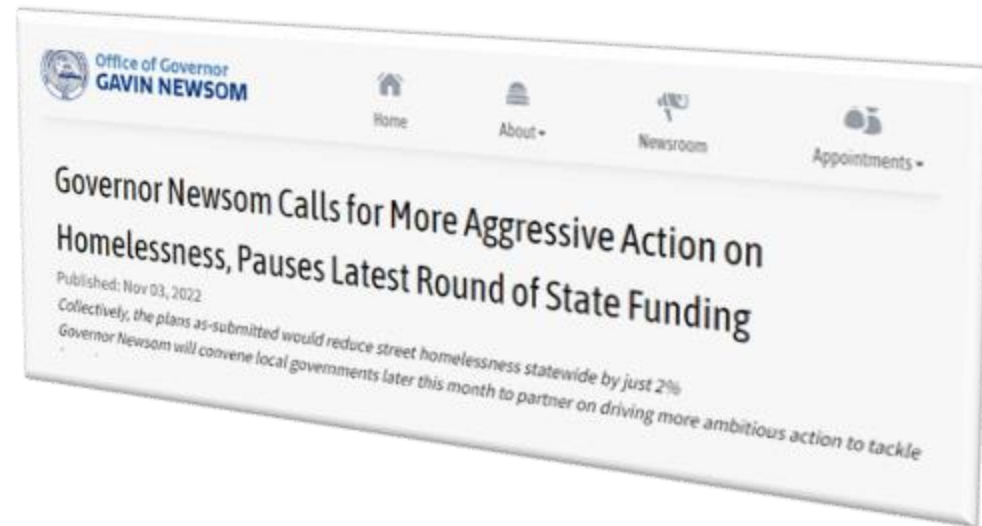 Office of Governor
GAVIN NEWSOM
Home
About
Newsroom
Appointments
Governor Newsom Calls for More Aggressive Action on
Homelessness, Pauses Latest Round of State Funding
Published: Nov 03, 2022
Collectively, the plans as-submitted would reduce street homelessness statewide by just 2%
Governor Newsom will convene local governments later this month to partner on driving more ambitious action to tackle